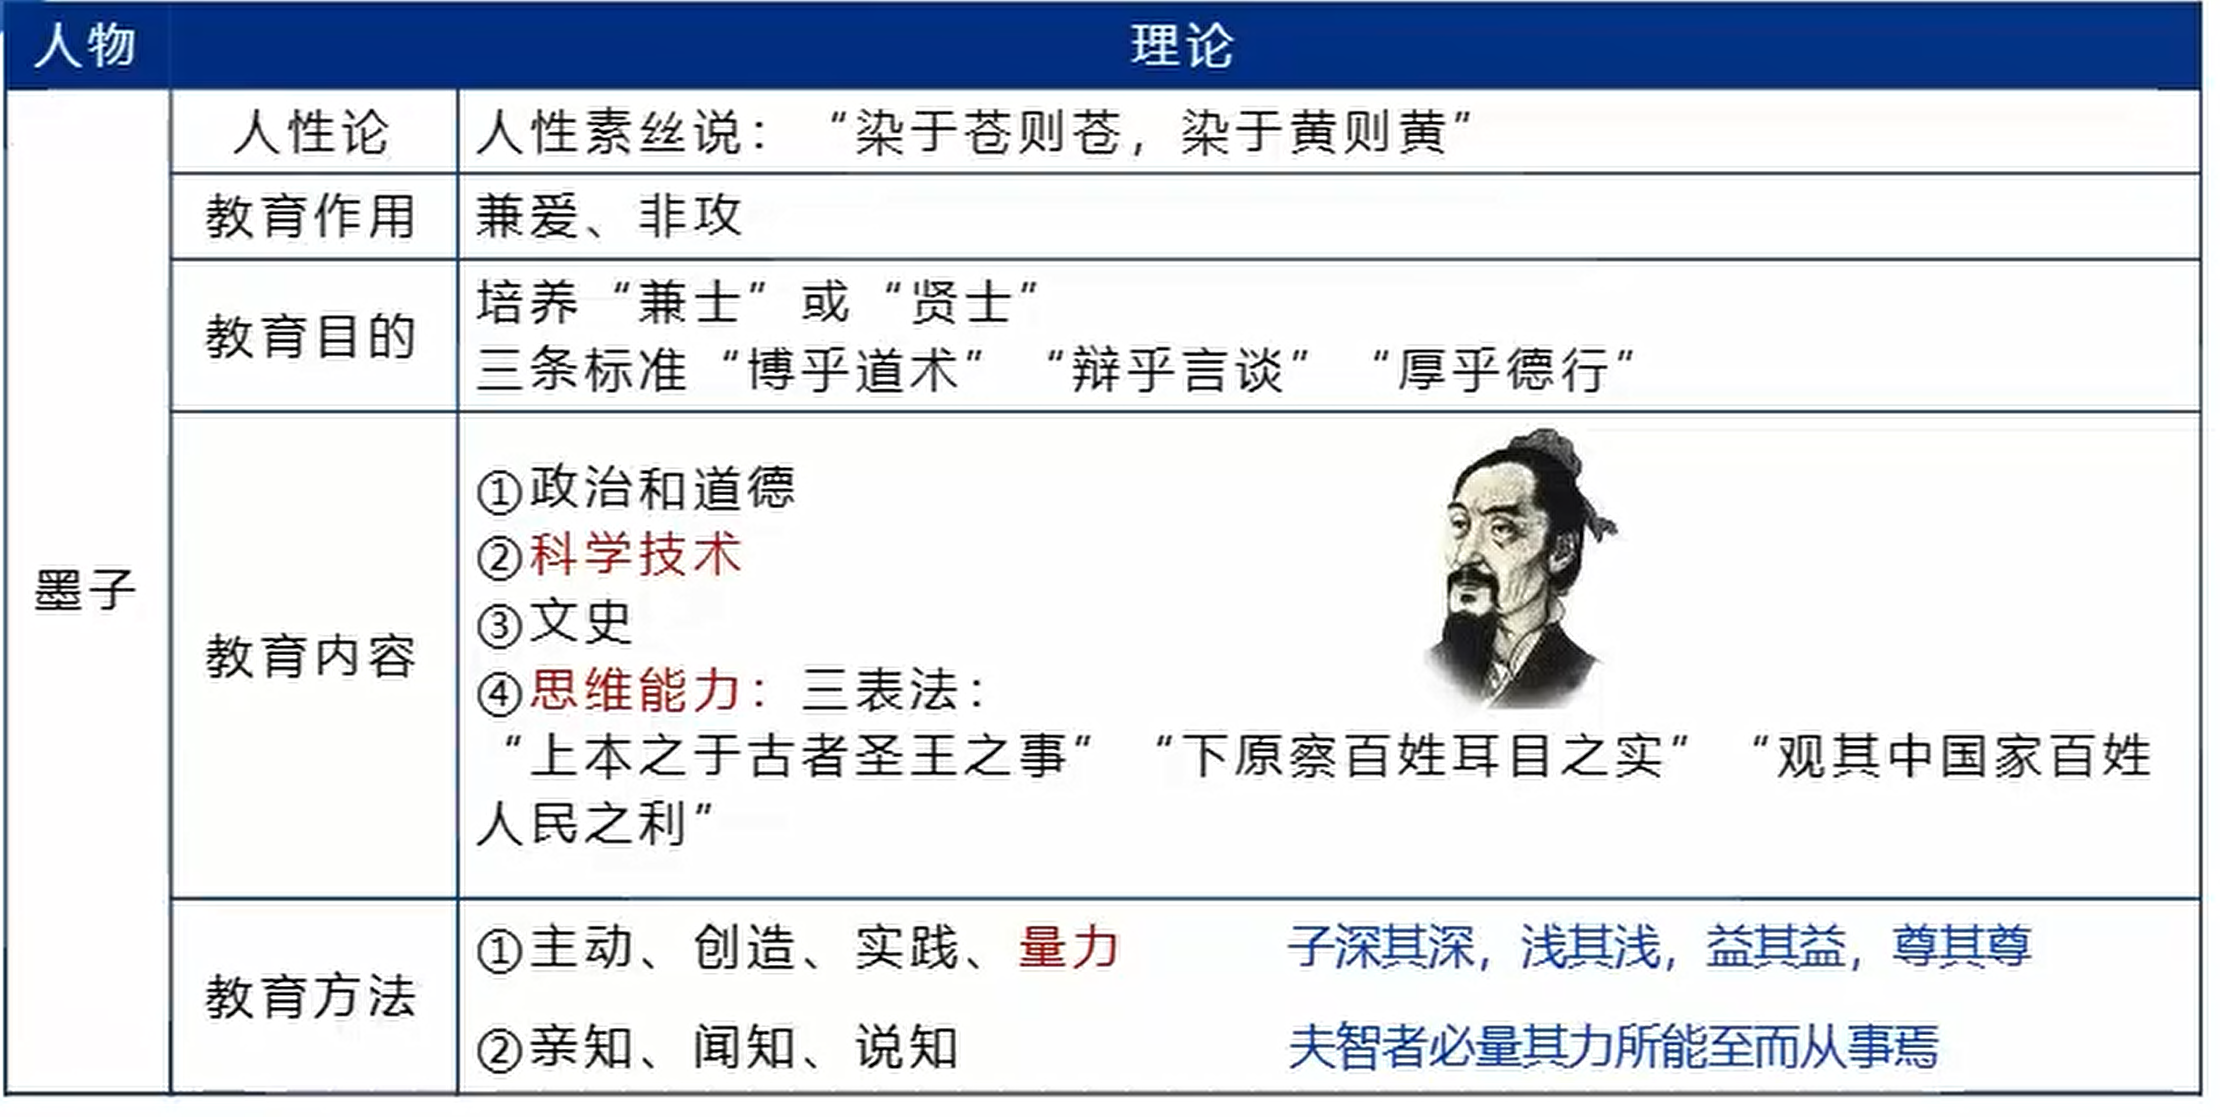 人物
理论
墨子
人性论
人性素丝说：“染于苍则苍，染于黄则黄”
教育作用
兼爱、非攻
教育目的
培养“兼士”或“贤士”
三条标准“博乎道术”“辩乎言谈”“厚乎德行”
教育内容
①政治和道德
②科学技术
③文史
④思维能力：三表法：
“上本之于古者圣王之事”“下原察百姓耳目之实”“观其中国家百姓
人民之利”
教育方法
①主动、创造、实践、量力
子深其深，浅其浅，益其益，尊其尊
②亲知、闻知、说知
夫智者必量其力所能至而从事焉